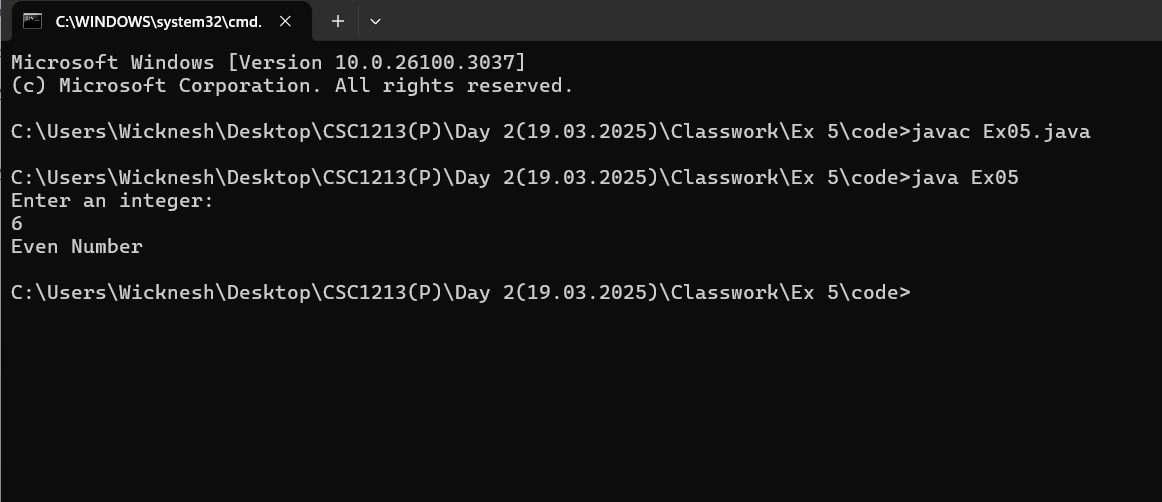 C:\WINDOWS\system32\cmd.
Microsoft Windows [Version 10.0.26100.3037]
(c) Microsoft Corporation. All rights reserved.
C:\Users\Wicknesh\Desktop\CSC1213(P)\Day 2(19.03.2025)\Classwork\Ex 5\code>javac Ex05.java
C:\Users\Wicknesh\Desktop\CSC1213(P)\Day 2(19.03.2025)\Classwork\Ex 5\code>java Ex05
Enter an integer:
6
Even Number
C:\Users\Wicknesh\Desktop\CSC1213(P)\Day 2(19.03.2025)\Classwork\Ex 5\code>